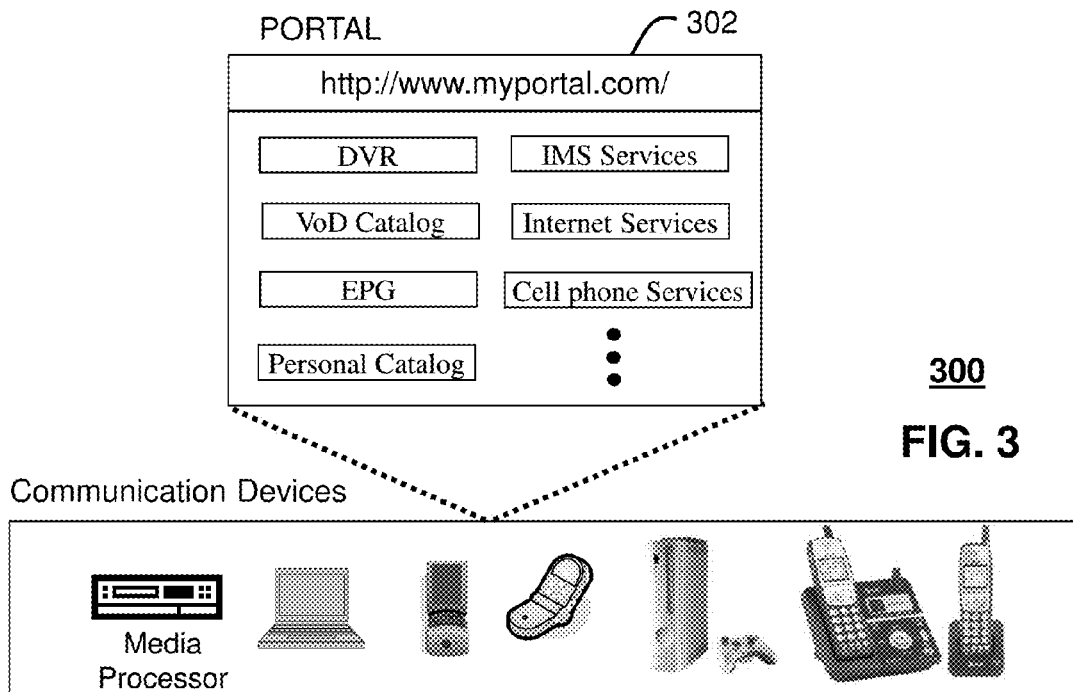 PORTAL
302
http://www.myportal.com/
DVR
IMS Services
VoD Catalog
Internet Services
EPG
Cell phone Services
Personal Catalog
300
FIG. 3
Communication Devices
Media
Processor